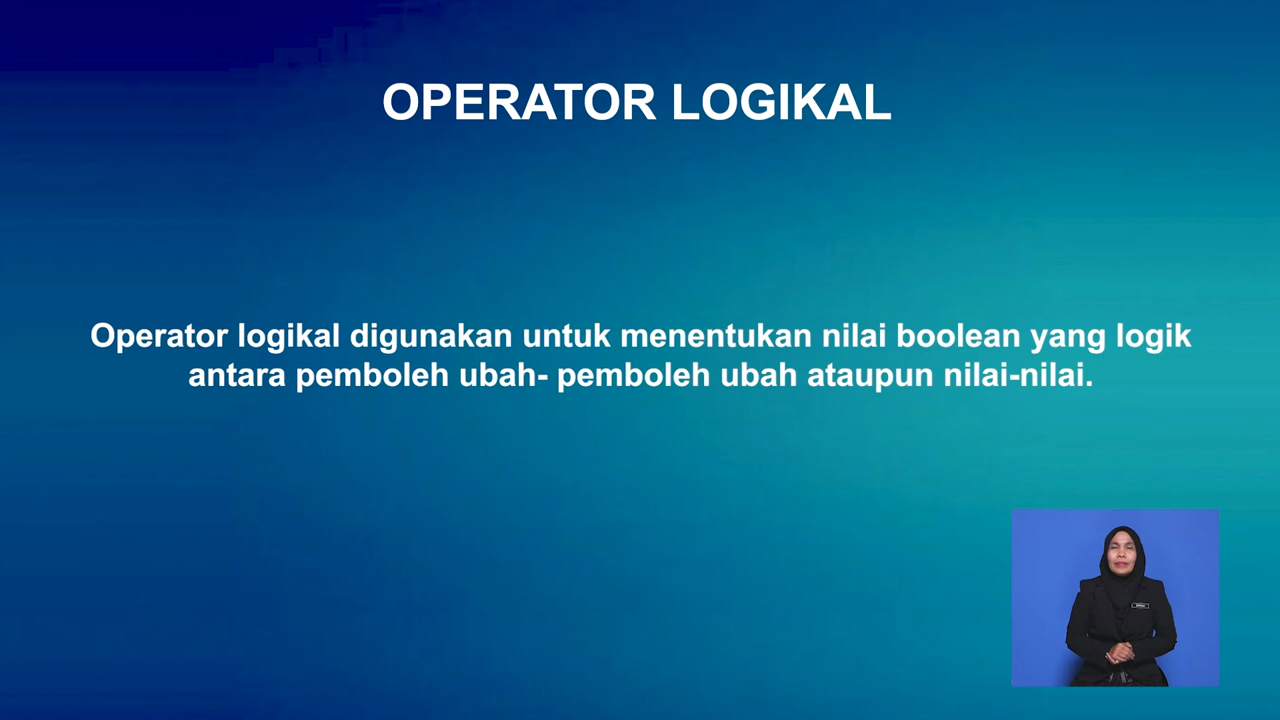 OPERATOR LOGIKAL
Operator logikal digunakan untuk menentukan nilai boolean yang logik
antara pemboleh ubah- pemboleh ubah ataupun nilai-nilai.